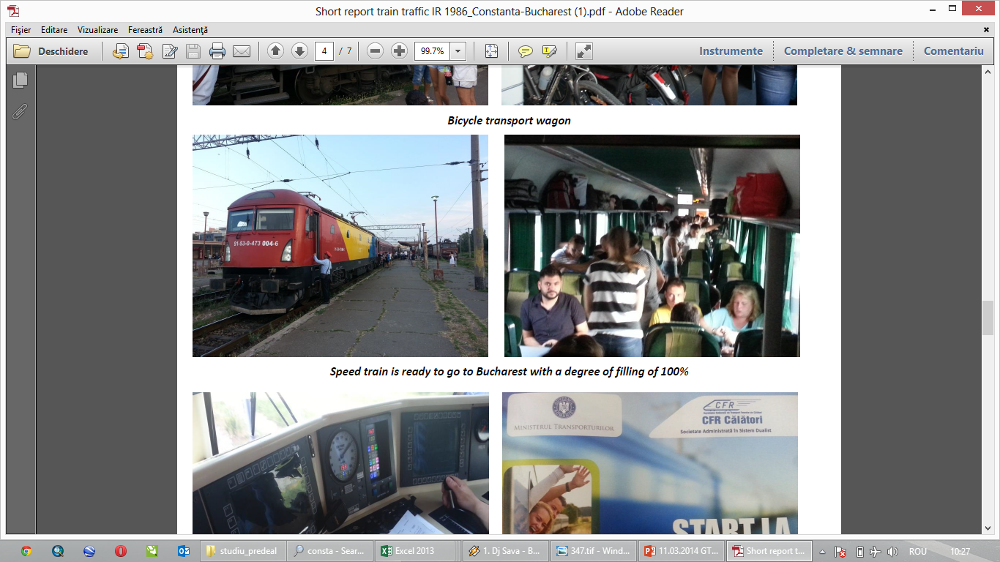 Short report train traffic IR 1986_Constanta-Bucharest (1).pdf - Adobe Reader
Fişier Editare Vizualizare Fereastră Asistenţă
Deschidere 4 / 7 99.7% Instrumente Completare & semnare Comentariu
Bicycle transport wagon
91-53-0-473 004-6
Speed train is ready to go to Bucharest with a degree of filling of 100%
MINISTERUL TRANSPORTURILOR
CFR
CFR Călători
Societate Administrată în Sistem Dualist
START LA
studiu_predeal consta - Sear... Excel 2013 1. Dj Sava - B... 347.tif - Wind... 11.03.2014 GT... Short report t... ROU 10:27